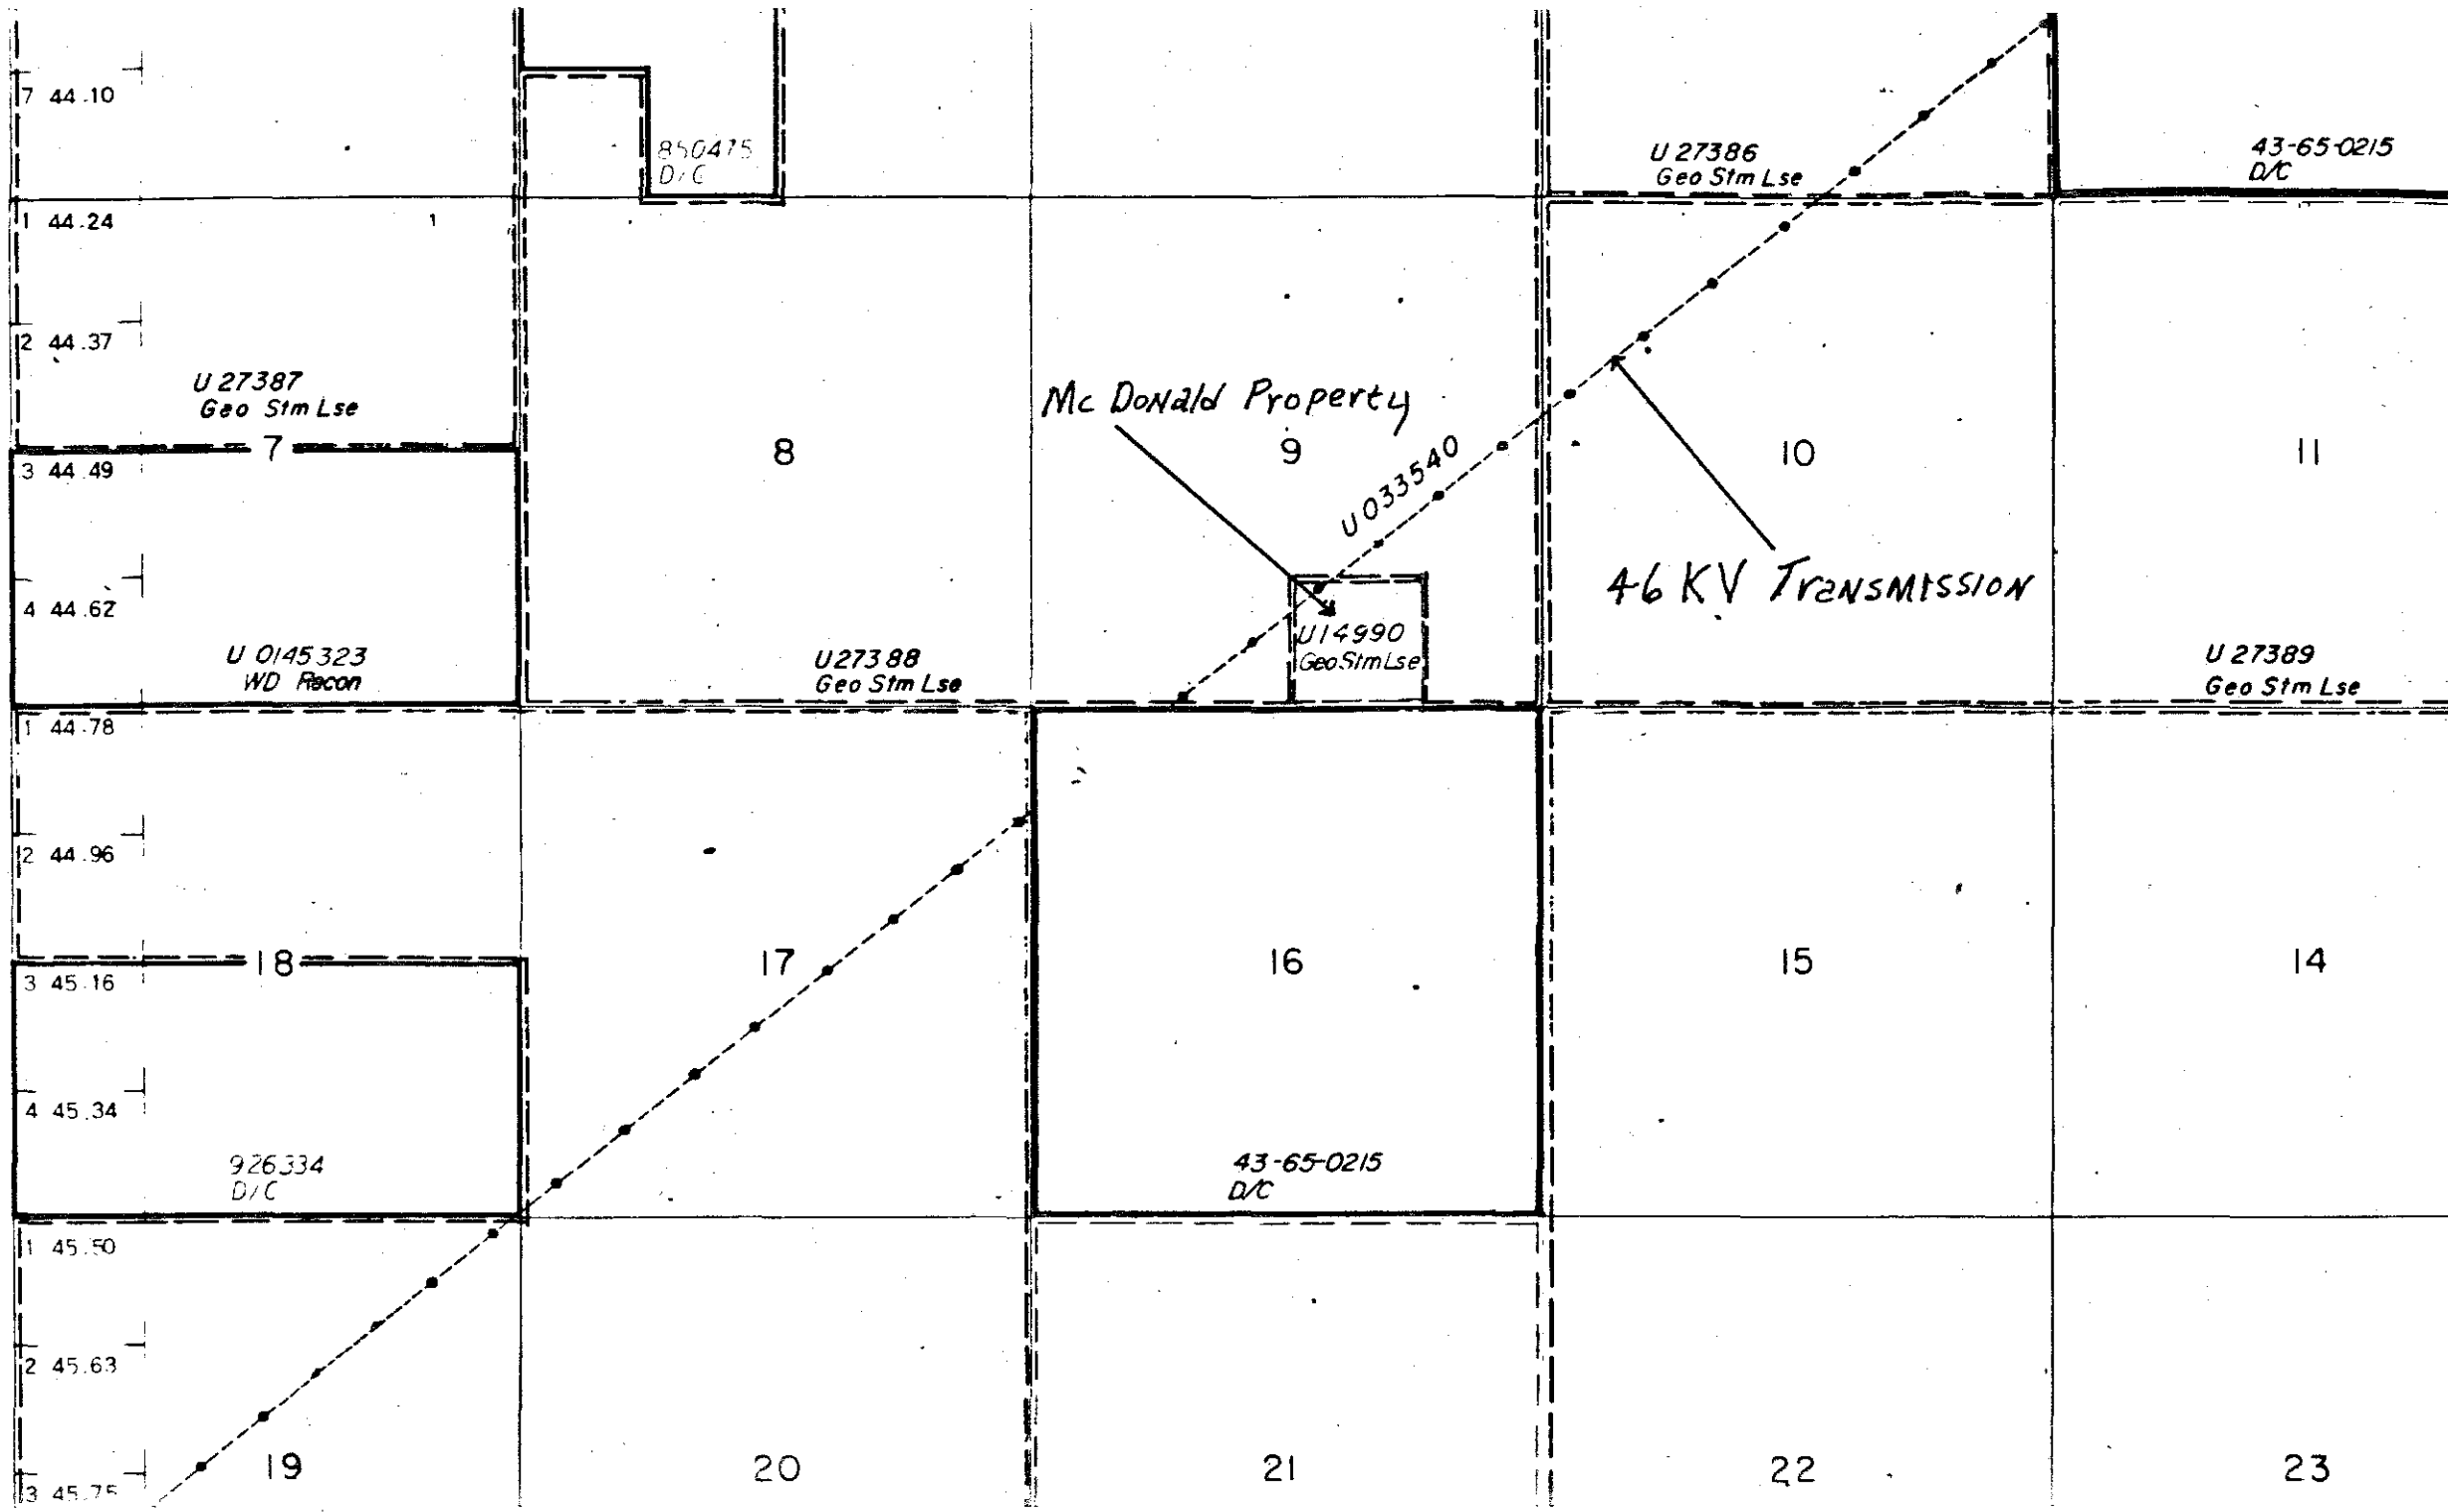 7 44.10
850475
D/C
U 27386
Geo Stm Lse
43-65-0215
D/C
1 44.24
2 44.37
U 27387
Geo Stm Lse
Mc Donald Property
7
8
9
10
11
3 44.49
U 033540
46 KV Transmission
4 44.62
U14990
Geo Stm Lse
U 0145323
WD Recon
U27388
Geo Stm Lse
U 27389
Geo Stm Lse
1 44.78
2 44.96
18
17
16
15
14
3 45.16
4 45.34
926334
D/C
43-65-0215
D/C
1 45.50
2 45.63
19
20
21
22
23
3 45.75